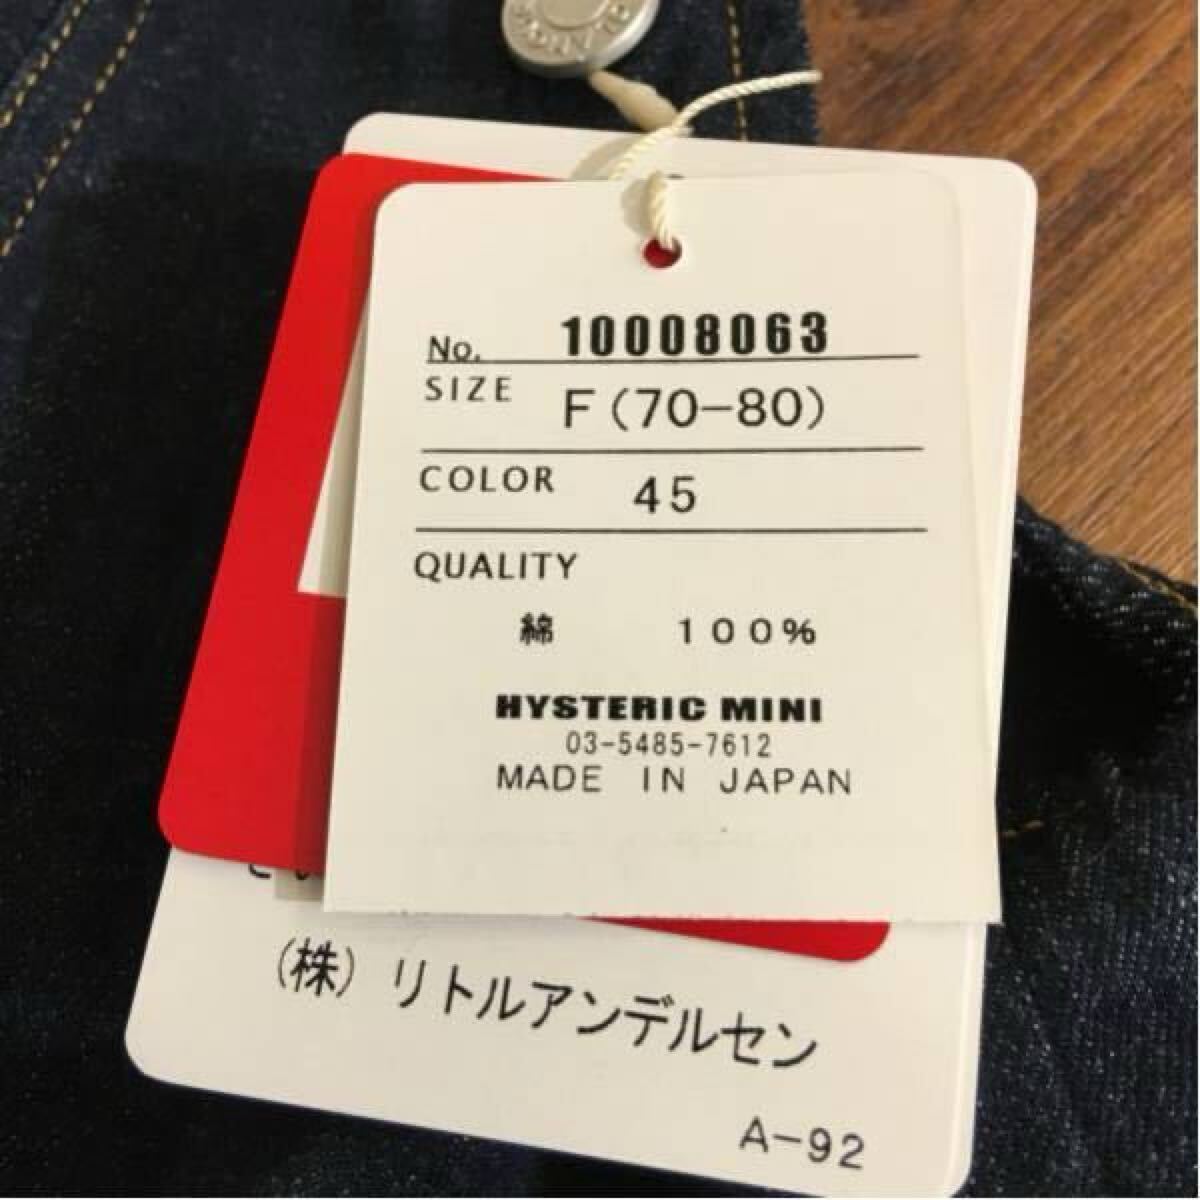 No. 10008063
SIZE F(70-80)
COLOR 45
QUALITY
綿 100%
HYSTERIC MINI
03-5485-7612
MADE IN JAPAN
(株) リトルアンデルセン
A-92